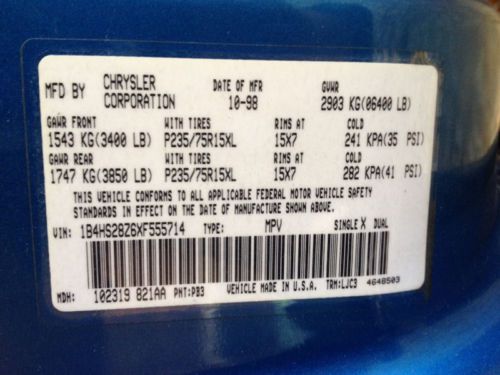 MFD BY CHRYSLER CORPORATION DATE OF MFR 10-98 GVWR 2903 KG(06400 LB)
GAWR FRONT WITH TIRES RIMS AT COLD
1543 KG(3400 LB) P235/75R15XL 15X7 241 KPA(35 PSI)
GAWR REAR WITH TIRES RIMS AT COLD
1747 KG(3850 LB) P235/75R15XL 15X7 282 KPA(41 PSI)
THIS VEHICLE CONFORMS TO ALL APPLICABLE FEDERAL MOTOR VEHICLE SAFETY
STANDARDS IN EFFECT ON THE DATE OF MANUFACTURE SHOWN ABOVE
VIN: 1B4HS28Z6XF555714 TYPE: MPV SINGLE X DUAL
MDH: 102319 821AA PNT:PB3 VEHICLE MADE IN U.S.A. TRM:LJC3 4648503